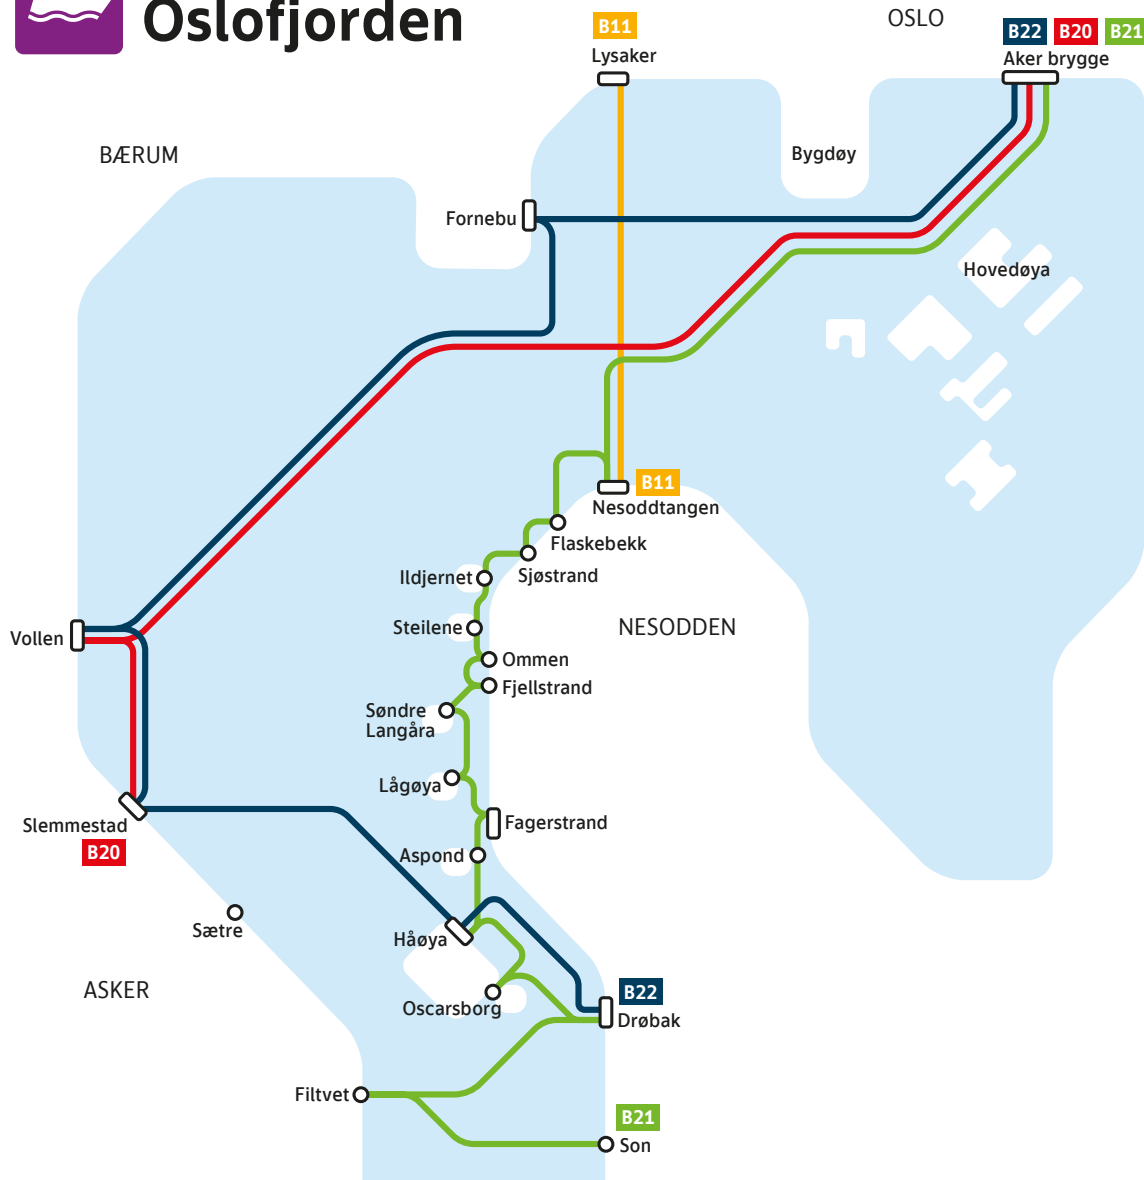 Oslofjorden
B11
Lysaker
OSLO
B22 B20 B21
Aker brygge
BÆRUM
Bygdøy
Fornebu
Hovedøya
B11
Nesoddtangen
Flaskebekk
Sjøstrand
Ildjernet
NESODDEN
Steilene
Vollen
Ommen
Fjellstrand
Søndre
Langåra
Lågøya
Slemmestad
B20
Fagerstrand
Aspond
Sætre
Håøya
ASKER
Oscarsborg
B22
Drøbak
Filtvet
B21
Son